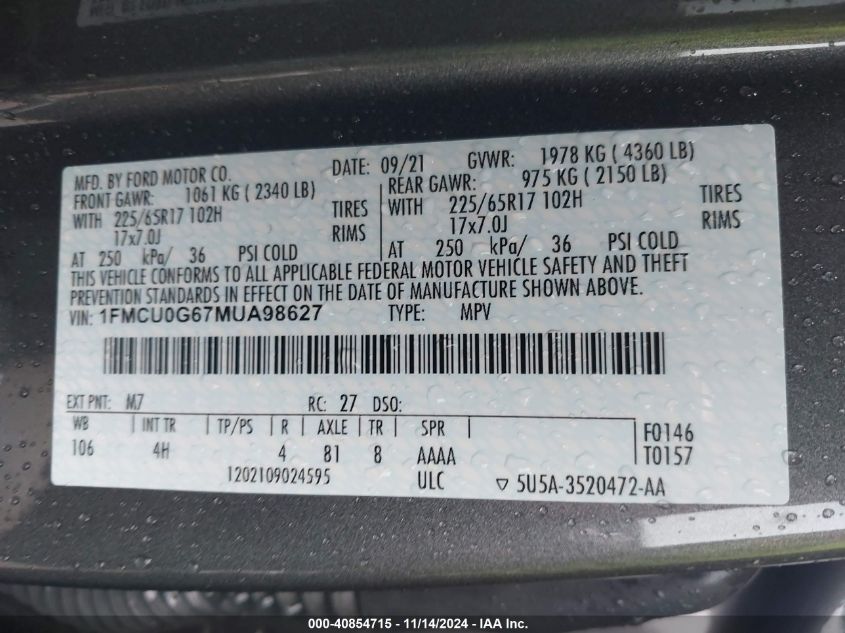 MFD. BY FORD MOTOR CO. DATE: 09/21 GVWR: 1978 KG ( 4360 LB)
FRONT GAWR: 1061 KG ( 2340 LB) REAR GAWR: 975 KG ( 2150 LB)
WITH 225/65R17 102H TIRES WITH 225/65R17 102H TIRES
17x7.0J RIMS 17x7.0J RIMS
AT 250 kPa/ 36 PSI COLD AT 250 kPa/ 36 PSI COLD
THIS VEHICLE CONFORMS TO ALL APPLICABLE FEDERAL MOTOR VEHICLE SAFETY AND THEFT
PREVENTION STANDARDS IN EFFECT ON THE DATE OF MANUFACTURE SHOWN ABOVE.
VIN: 1FMCU0G67MUA98627 TYPE: MPV
EXT PNT: M7 RC: 27 DSO:
WB INT TR TP/PS R AXLE TR SPR
106 4H 4 81 8 AAAA
F0146
T0157
1202109024595 ULC ▽ 5U5A-3520472-AA
000-40854715 - 11/14/2024 - IAA Inc.